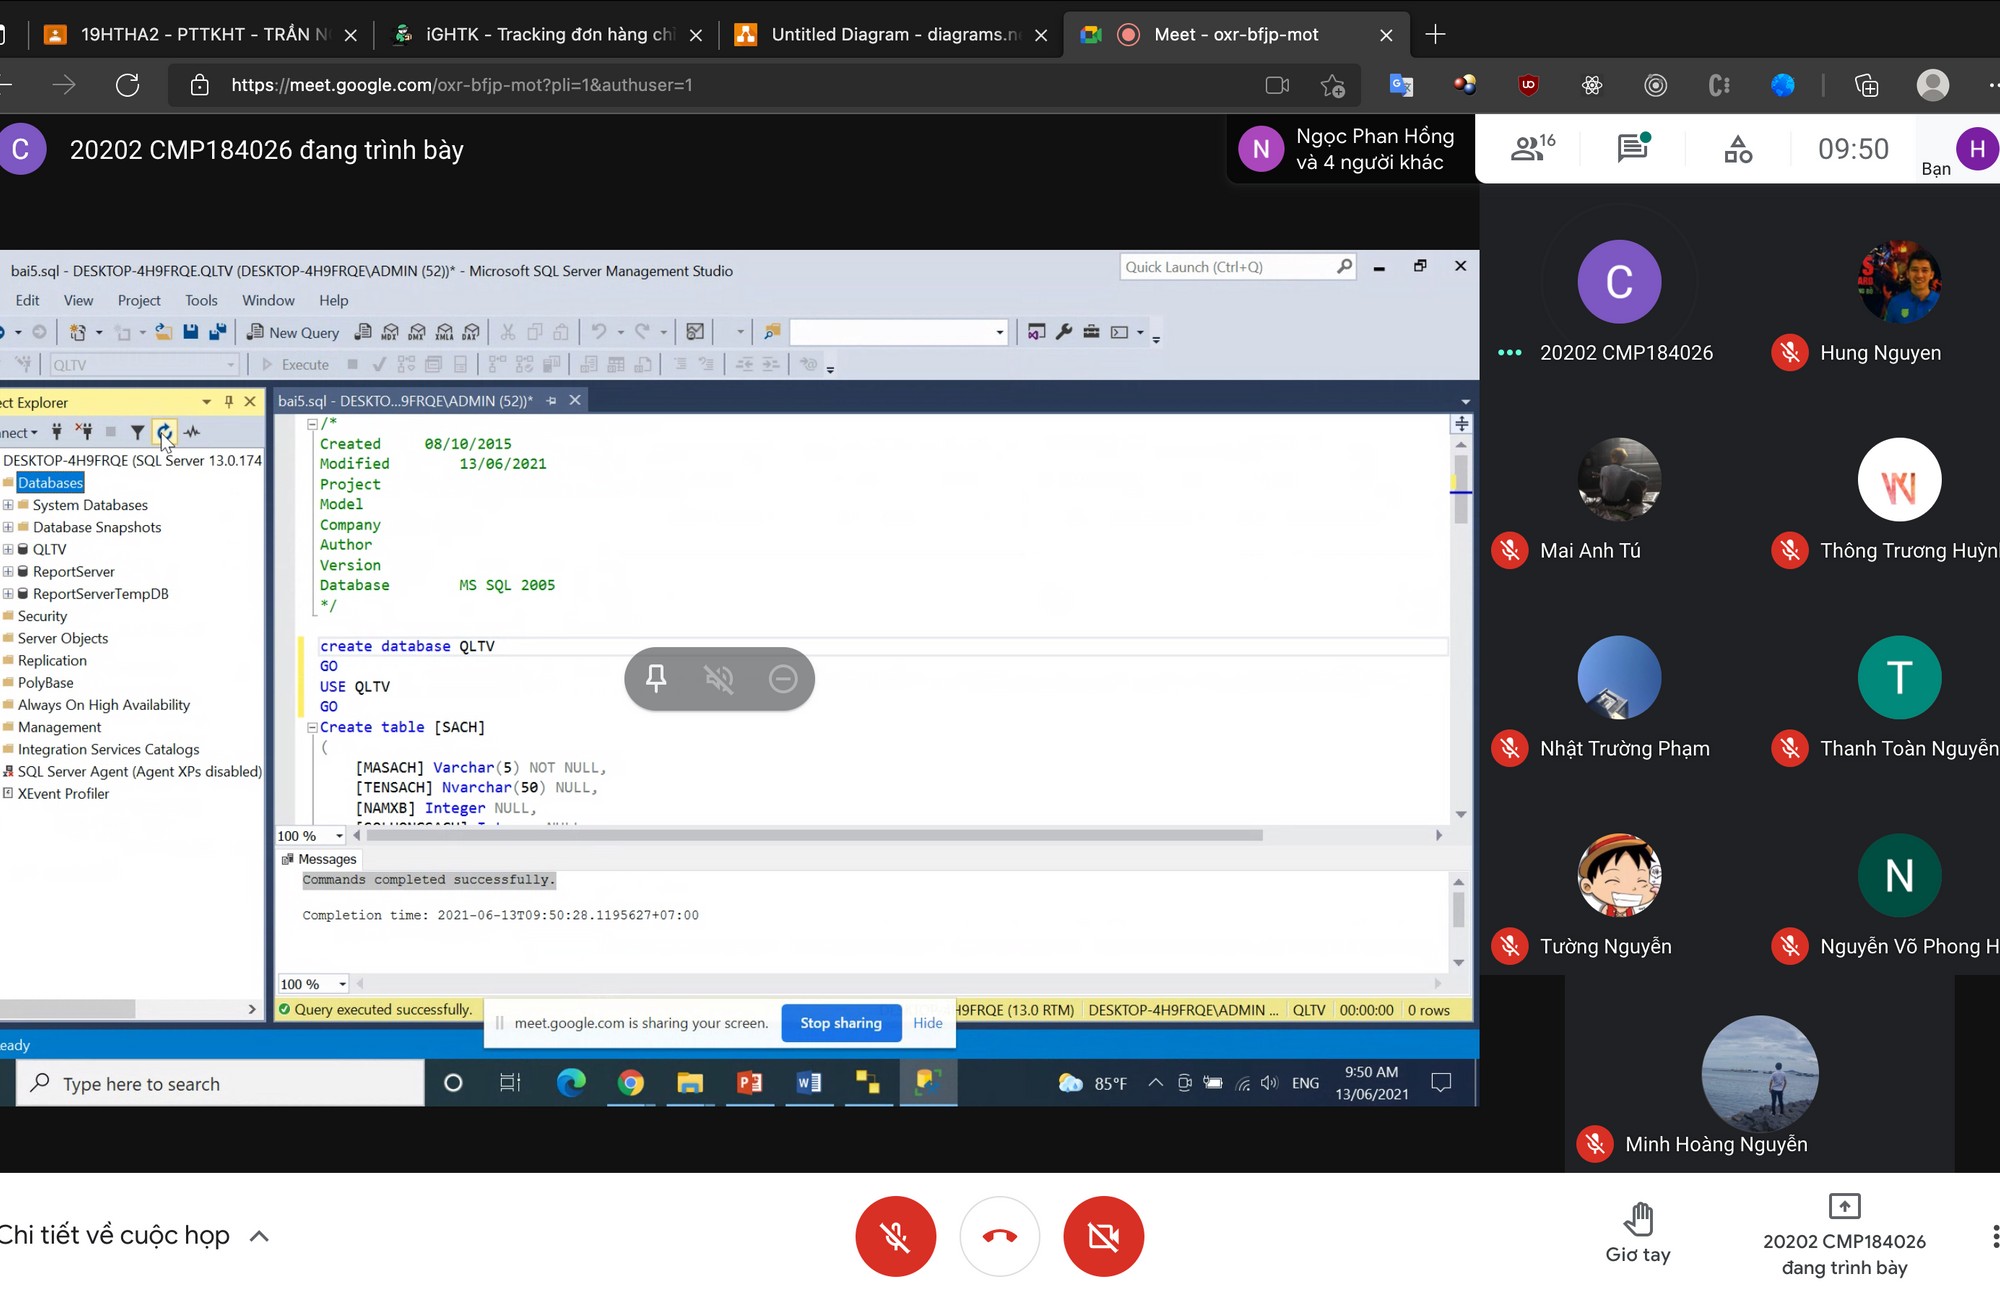 19HTHA2 - PTTKHT - TRẦN N
iGHTK - Tracking đơn hàng chi
Untitled Diagram - diagrams.n
Meet - oxr-bfjp-mot
https://meet.google.com/oxr-bfjp-mot?pli=1&authuser=1
C
20202 CMP184026 đang trình bày
N
Ngọc Phan Hồng
và 4 người khác
16
09:50
Bạn
H
bai5.sql - DESKTOP-4H9FRQE.QLTV (DESKTOP-4H9FRQE\ADMIN (52))* - Microsoft SQL Server Management Studio
Quick Launch (Ctrl+Q)
Edit View Project Tools Window Help
New Query MDX DMX XMLA DAX
QLTV
Execute
ect Explorer
nnect
DESKTOP-4H9FRQE (SQL Server 13.0.174
Databases
System Databases
Database Snapshots
QLTV
ReportServer
ReportServerTempDB
Security
Server Objects
Replication
PolyBase
Always On High Availability
Management
Integration Services Catalogs
SQL Server Agent (Agent XPs disabled)
XEvent Profiler
bai5.sql - DESKTO...9FRQE\ADMIN (52))*
/*
Created 08/10/2015
Modified 13/06/2021
Project
Model
Company
Author
Version
Database MS SQL 2005
*/
create database QLTV
GO
USE QLTV
GO
Create table [SACH]
(
[MASACH] Varchar(5) NOT NULL,
[TENSACH] Nvarchar(50) NULL,
[NAMXB] Integer NULL,
100 %
Messages
Commands completed successfully.
Completion time: 2021-06-13T09:50:28.1195627+07:00
100 %
Query executed successfully.
H9FRQE (13.0 RTM) DESKTOP-4H9FRQE\ADMIN ... QLTV 00:00:00 0 rows
meet.google.com is sharing your screen. Stop sharing Hide
eady
Type here to search
85°F
ENG
9:50 AM
13/06/2021
C
20202 CMP184026
Hung Nguyen
Mai Anh Tú
Thông Trương Huỳn
Nhật Trường Phạm
T
Thanh Toàn Nguyễn
Tường Nguyễn
N
Nguyễn Võ Phong H
Minh Hoàng Nguyễn
Chi tiết về cuộc họp
Giơ tay
20202 CMP184026
đang trình bày